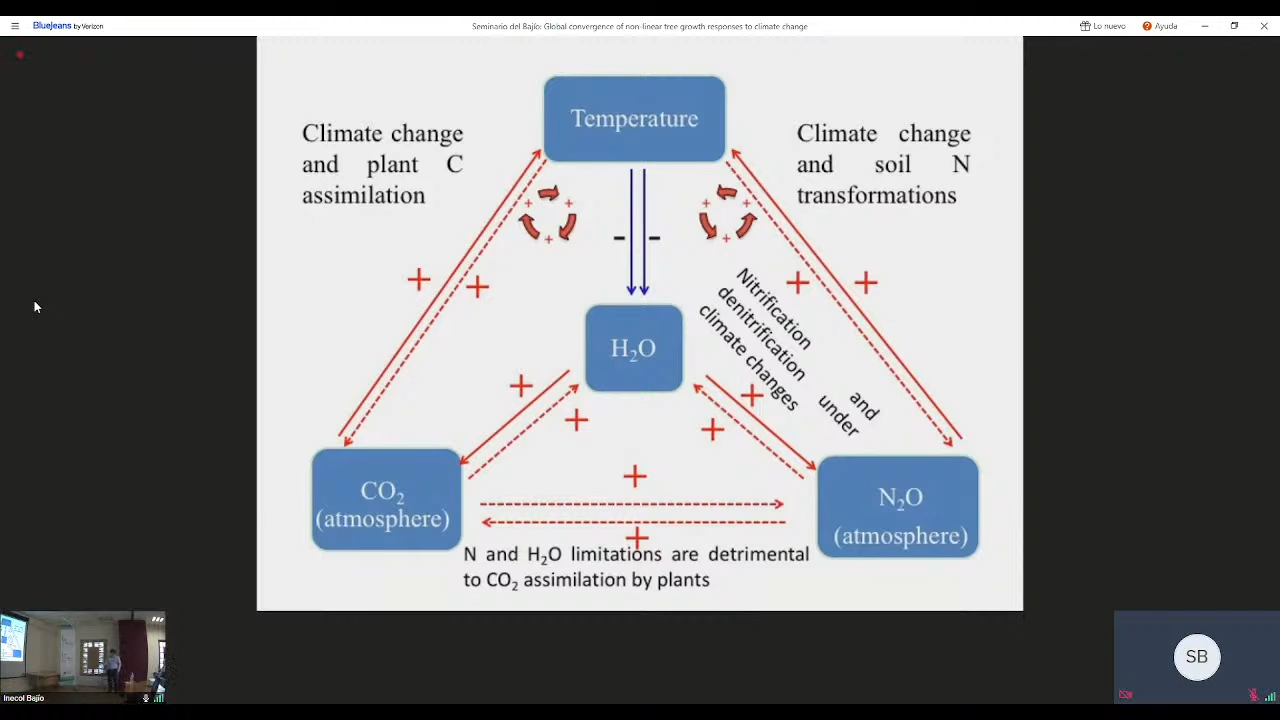 BlueJeans by Verizon
Seminario del Bajío: Global convergence of non-linear tree growth responses to climate change
Lo nuevo
Ayuda
Temperature
Climate change
and plant C
assimilation
Climate change
and soil N
transformations
+ +
+
+ +
+
- -
+ +
+ +
Nitrification and
denitrification under
climate changes
H₂O
+ +
+ +
CO₂
(atmosphere)
+
N₂O
(atmosphere)
+
N and H₂O limitations are detrimental
to CO₂ assimilation by plants
Inecol Bajío
SB